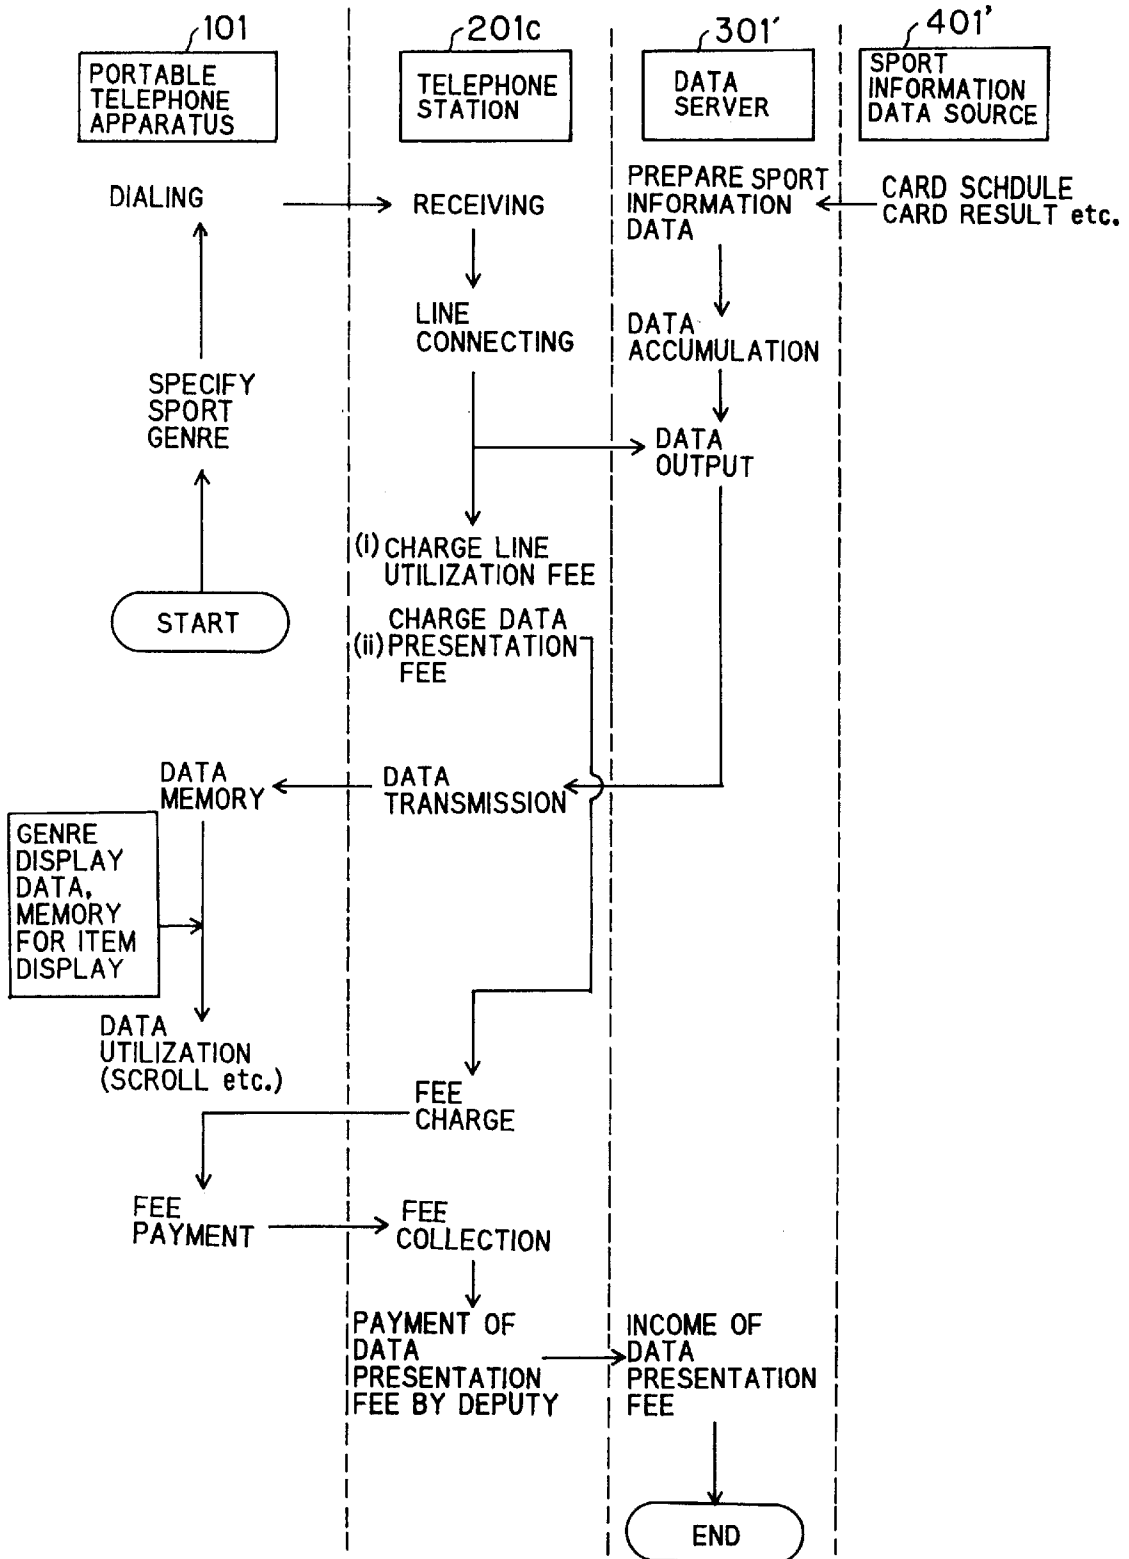 101
201c
301'
401'
PORTABLE
TELEPHONE
APPARATUS
TELEPHONE
STATION
DATA
SERVER
SPORT
INFORMATION
DATA SOURCE
DIALING
RECEIVING
PREPARE SPORT
INFORMATION
DATA
CARD SCHDULE
CARD RESULT etc.
LINE
CONNECTING
DATA
ACCUMULATION
SPECIFY
SPORT
GENRE
DATA
OUTPUT
(i) CHARGE LINE
UTILIZATION FEE
START
CHARGE DATA
(ii) PRESENTATION
FEE
DATA
MEMORY
DATA
TRANSMISSION
GENRE
DISPLAY
DATA,
MEMORY
FOR ITEM
DISPLAY
DATA
UTILIZATION
(SCROLL etc.)
FEE
CHARGE
FEE
PAYMENT
FEE
COLLECTION
PAYMENT OF
DATA
PRESENTATION
FEE BY DEPUTY
INCOME OF
DATA
PRESENTATION
FEE
END